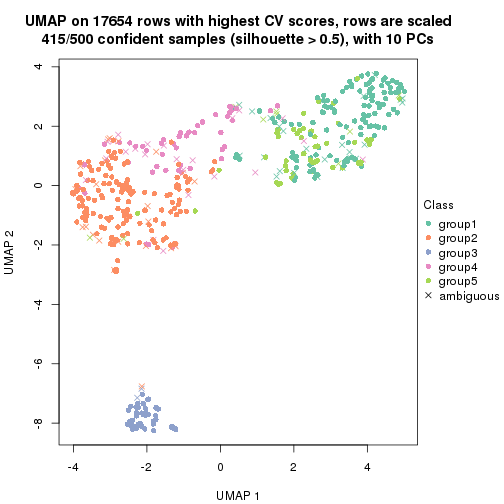 UMAP on 17654 rows with highest CV scores, rows are scaled
415/500 confident samples (silhouette > 0.5), with 10 PCs
4
2
0
-2
-4
-6
-8
UMAP 2
-4
-2
0
2
4
UMAP 1
Class
group1
group2
group3
group4
group5
ambiguous